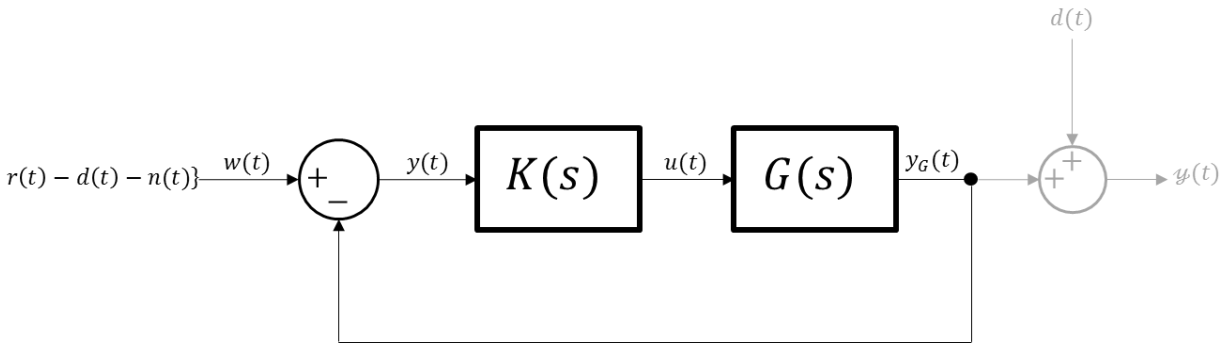 d(t)
r(t) − d(t) − n(t)}
w(t)
+
−
y(t)
K(s)
u(t)
G(s)
y_G(t)
+
+
𝓎(t)